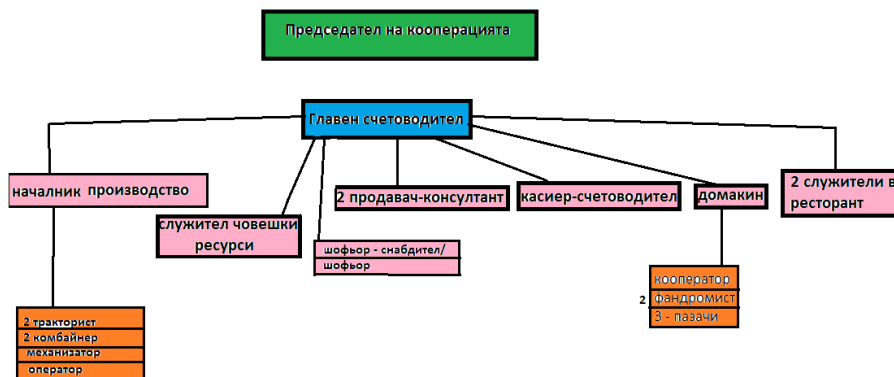 Председател на кооперацията
Главен счетоводител
началник производство
служител човешки
ресурси
шофьор - снабдител/
шофьор
2 продавач-консултант
касиер-счетоводител
домакин
2 служители в
ресторант
2 тракторист
2 комбайнер
механизатор
оператор
кооператор
2 фандромист
3 - пазачи